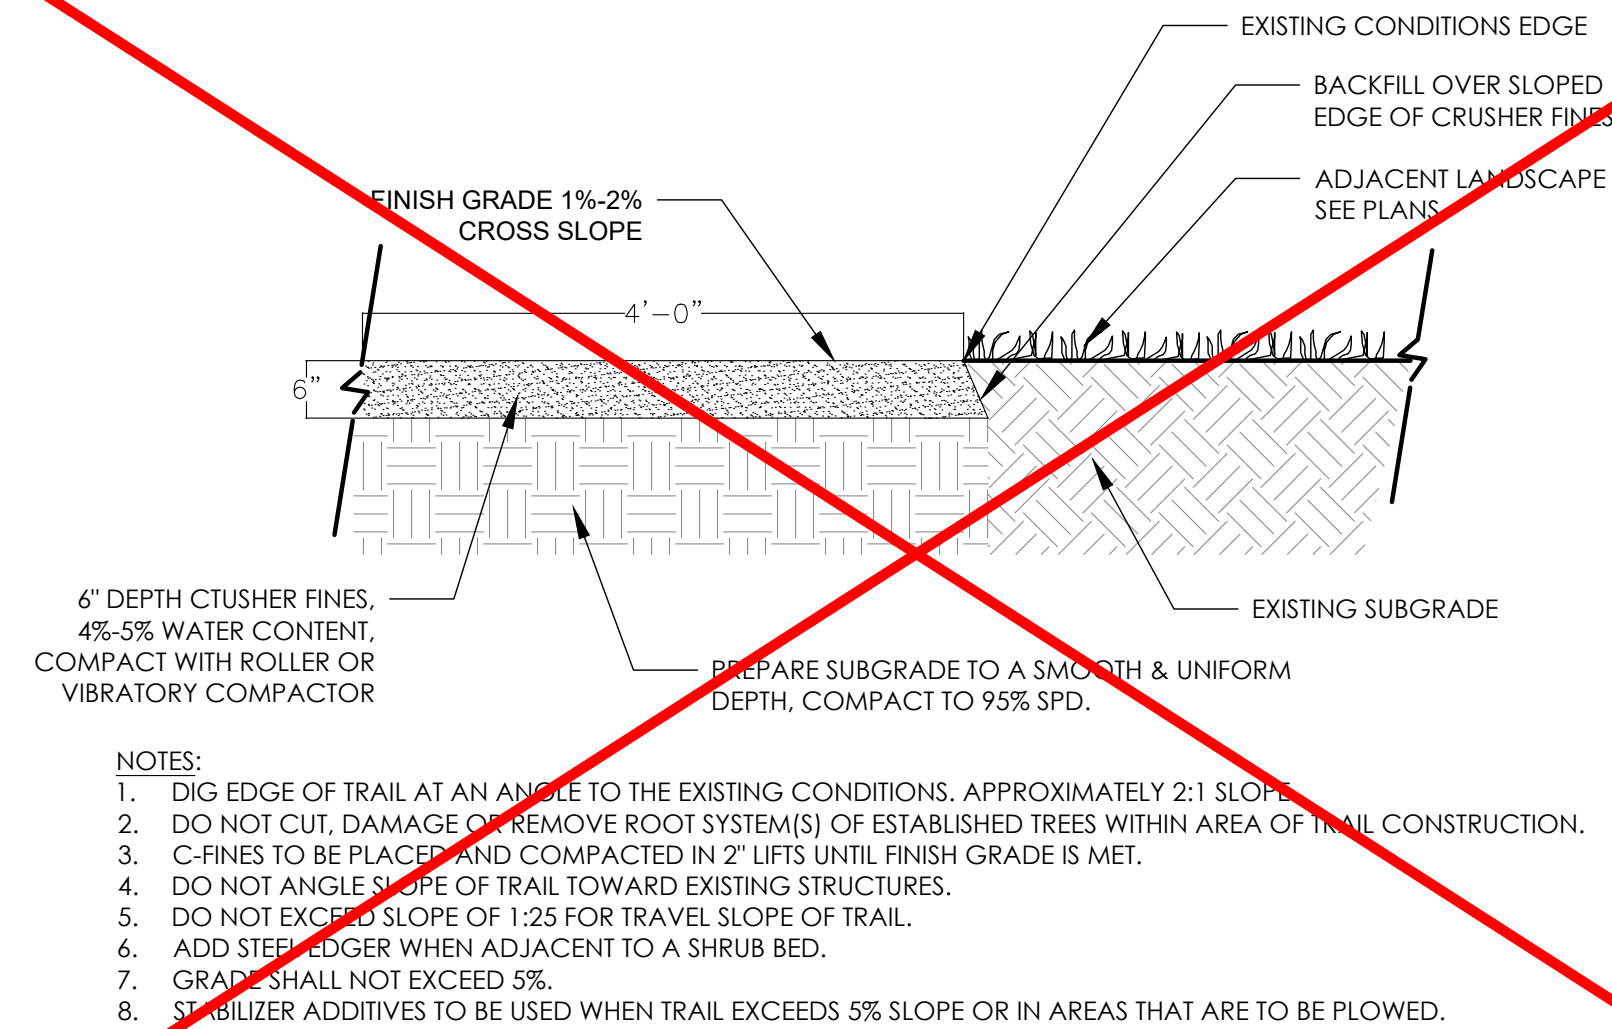 EXISTING CONDITIONS EDGE
BACKFILL OVER SLOPED
EDGE OF CRUSHER FINES
ADJACENT LANDSCAPE
SEE PLANS
FINISH GRADE 1%-2%
CROSS SLOPE
4'-0"
6"
6" DEPTH CTUSHER FINES,
4%-5% WATER CONTENT,
COMPACT WITH ROLLER OR
VIBRATORY COMPACTOR
EXISTING SUBGRADE
PREPARE SUBGRADE TO A SMOOTH & UNIFORM
DEPTH, COMPACT TO 95% SPD.
NOTES:
1. DIG EDGE OF TRAIL AT AN ANGLE TO THE EXISTING CONDITIONS. APPROXIMATELY 2:1 SLOPE
2. DO NOT CUT, DAMAGE OR REMOVE ROOT SYSTEM(S) OF ESTABLISHED TREES WITHIN AREA OF TRAIL CONSTRUCTION.
3. C-FINES TO BE PLACED AND COMPACTED IN 2" LIFTS UNTIL FINISH GRADE IS MET.
4. DO NOT ANGLE SLOPE OF TRAIL TOWARD EXISTING STRUCTURES.
5. DO NOT EXCEED SLOPE OF 1:25 FOR TRAVEL SLOPE OF TRAIL.
6. ADD STEEL EDGER WHEN ADJACENT TO A SHRUB BED.
7. GRADE SHALL NOT EXCEED 5%.
8. STABILIZER ADDITIVES TO BE USED WHEN TRAIL EXCEEDS 5% SLOPE OR IN AREAS THAT ARE TO BE PLOWED.